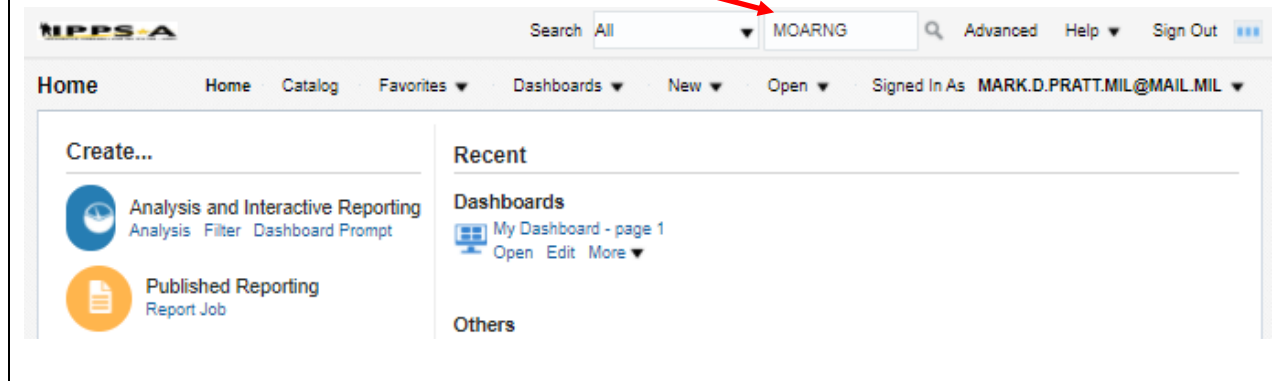 IPPS-A Search All MOARNG Advanced Help Sign Out
Home Home Catalog Favorites Dashboards New Open Signed In As MARK.D.PRATT.MIL@MAIL.MIL
Create...
Analysis and Interactive Reporting
Analysis Filter Dashboard Prompt
Published Reporting
Report Job
Recent
Dashboards
My Dashboard - page 1
Open Edit More
Others